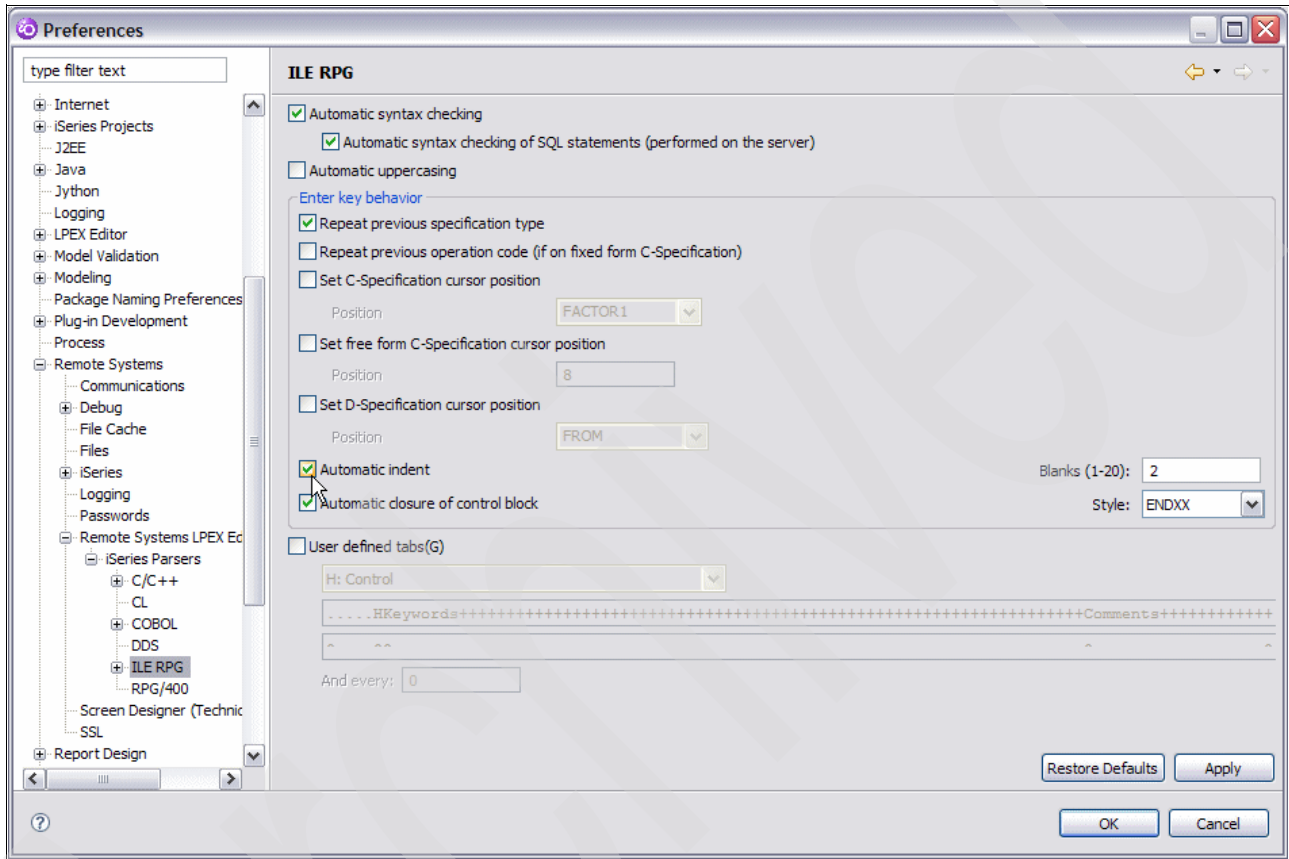 Preferences
type filter text
Internet
iSeries Projects
J2EE
Java
Jython
Logging
LPEX Editor
Model Validation
Modeling
Package Naming Preferences
Plug-in Development
Process
Remote Systems
Communications
Debug
File Cache
Files
iSeries
Logging
Passwords
Remote Systems LPEX Ed
iSeries Parsers
C/C++
CL
COBOL
DDS
ILE RPG
RPG/400
Screen Designer (Technic
SSL
Report Design
ILE RPG
Automatic syntax checking
Automatic syntax checking of SQL statements (performed on the server)
Automatic uppercasing
Enter key behavior
Repeat previous specification type
Repeat previous operation code (if on fixed form C-Specification)
Set C-Specification cursor position
Position FACTOR1
Set free form C-Specification cursor position
Position 8
Set D-Specification cursor position
Position FROM
Automatic indent Blanks (1-20): 2
Automatic closure of control block Style: ENDXX
User defined tabs(G)
H: Control
.....HKeywords++++++++++++++++++++++++++++++++++++++++++++++++++++++++++++++++++Comments++++++++++++
And every: 0
Restore Defaults Apply
OK Cancel